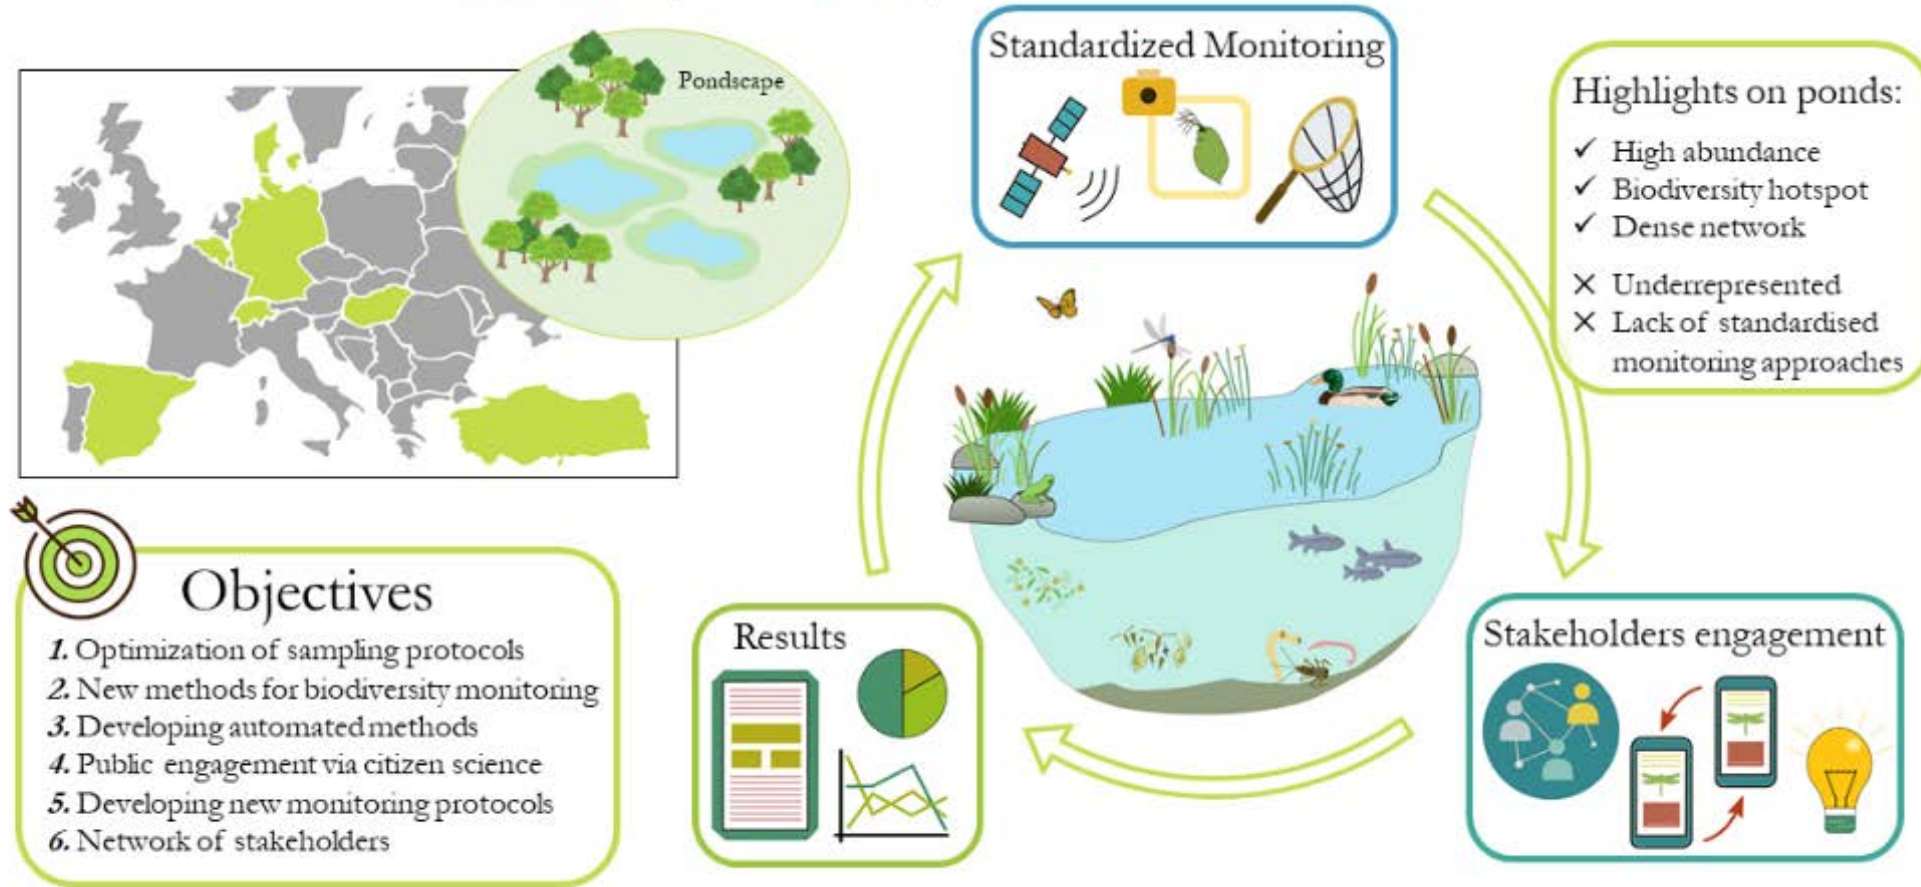 Pondscape
Standardized Monitoring
Highlights on ponds:
✓ High abundance
✓ Biodiversity hotspot
✓ Dense network
✕ Underrepresented
✕ Lack of standardised
monitoring approaches
Objectives
1. Optimization of sampling protocols
2. New methods for biodiversity monitoring
3. Developing automated methods
4. Public engagement via citizen science
5. Developing new monitoring protocols
6. Network of stakeholders
Results
Stakeholders engagement